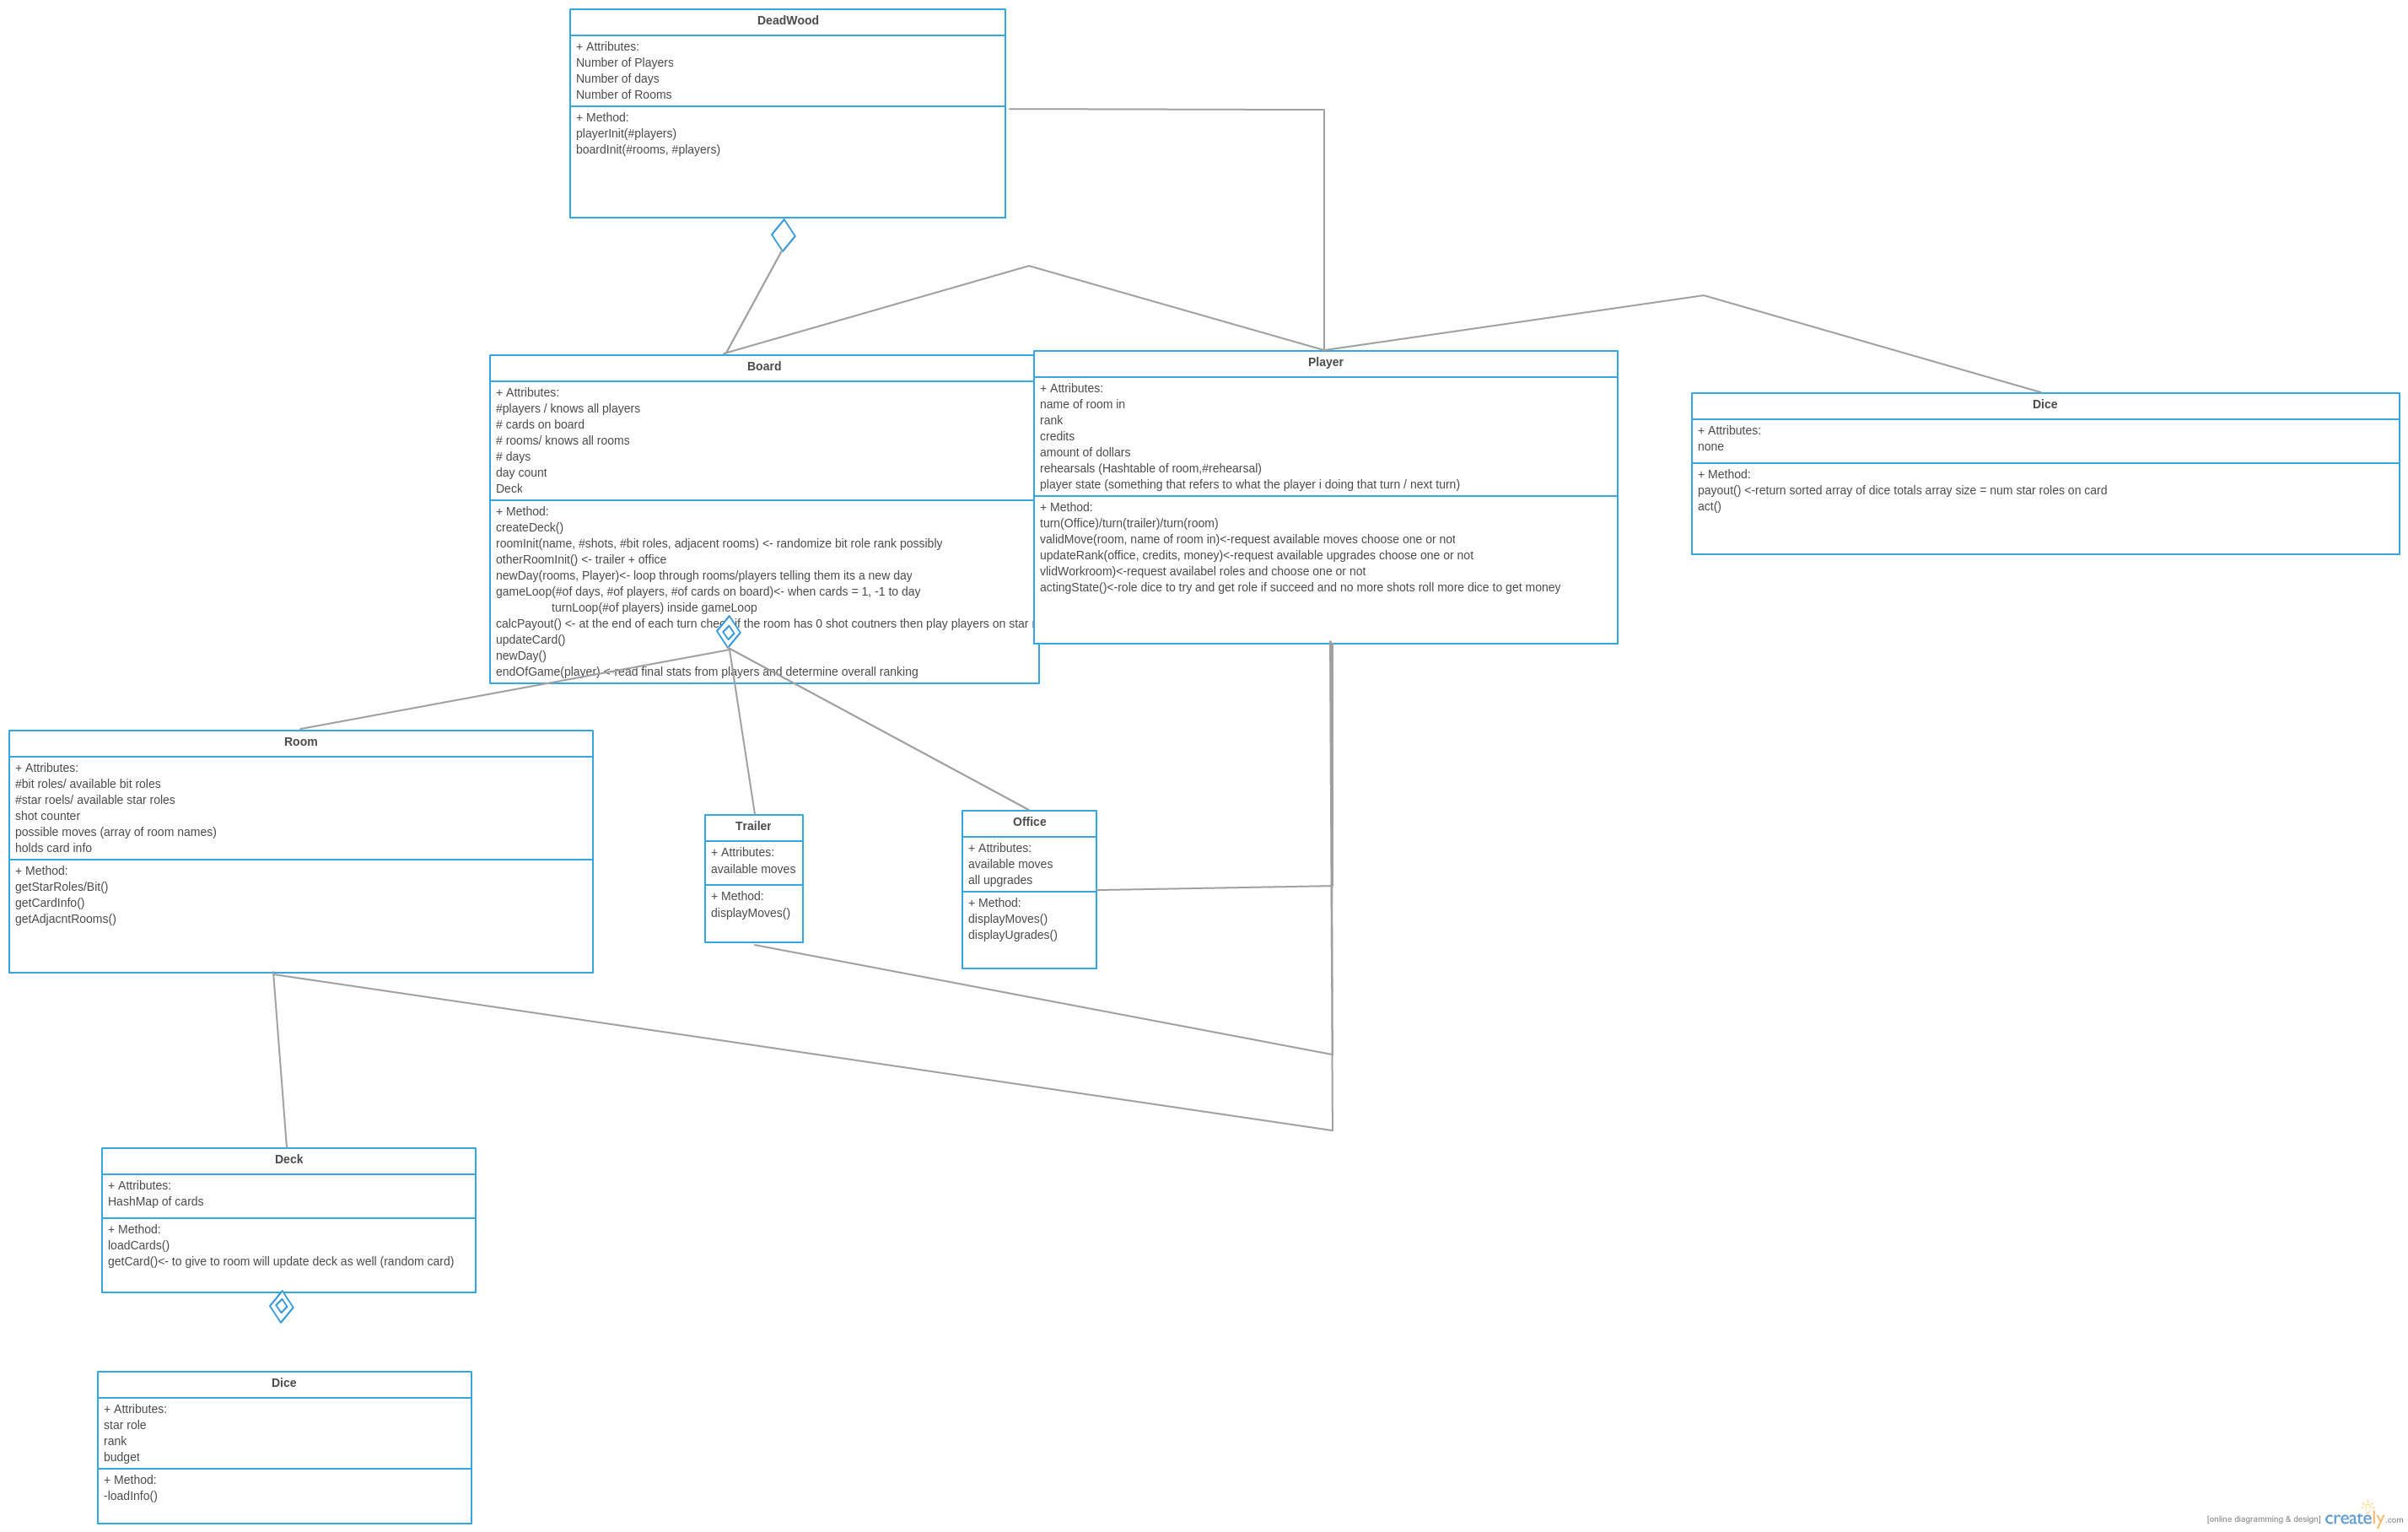 DeadWood
+ Attributes:
Number of Players
Number of days
Number of Rooms
+ Method:
playerInit(#players)
boardInit(#rooms, #players)
Board
+ Attributes:
#players / knows all players
# cards on board
# rooms/ knows all rooms
# days
day count
Deck
+ Method:
createDeck()
roomInit(name, #shots, #bit roles, adjacent rooms) <- randomize bit role rank possibly
otherRoomInit() <- trailer + office
newDay(rooms, Player)<- loop through rooms/players telling them its a new day
gameLoop(#of days, #of players, #of cards on board)<- when cards = 1, -1 to day
turnLoop(#of players) inside gameLoop
calcPayout() <- at the end of each turn check if the room has 0 shot coutners then play players on star
updateCard()
newDay()
endOfGame(player) <-read final stats from players and determine overall ranking
Player
+ Attributes:
name of room in
rank
credits
amount of dollars
rehearsals (Hashtable of room,#rehearsal)
player state (something that refers to what the player i doing that turn / next turn)
+ Method:
turn(Office)/turn(trailer)/turn(room)
validMove(room, name of room in)<-request available moves choose one or not
updateRank(office, credits, money)<-request available upgrades choose one or not
vlidWorkroom)<-request availabel roles and choose one or not
actingState()<-role dice to try and get role if succeed and no more shots roll more dice to get money
Dice
+ Attributes:
none
+ Method:
payout() <-return sorted array of dice totals array size = num star roles on card
act()
Room
+ Attributes:
#bit roles/ available bit roles
#star roels/ available star roles
shot counter
possible moves (array of room names)
holds card info
+ Method:
getStarRoles/Bit()
getCardInfo()
getAdjacntRooms()
Trailer
+ Attributes:
available moves
+ Method:
displayMoves()
Office
+ Attributes:
available moves
all upgrades
+ Method:
displayMoves()
displayUgrades()
Deck
+ Attributes:
HashMap of cards
+ Method:
loadCards()
getCard()<- to give to room will update deck as well (random card)
Dice
+ Attributes:
star role
rank
budget
+ Method:
-loadInfo()
[online diagramming & design] creately.com